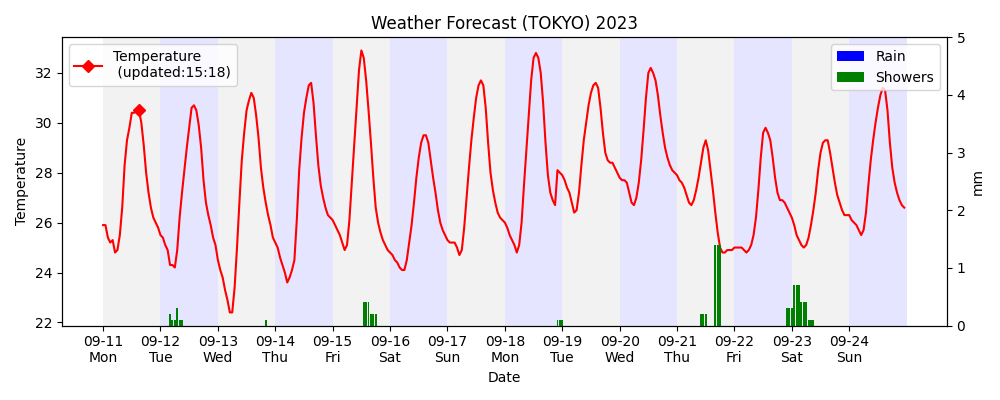 Weather Forecast (TOKYO) 2023
Temperature
(updated:15:18)
Rain
Showers
Temperature
32
30
28
26
24
22
5
4
3
2
1
0
mm
09-11 09-12 09-13 09-14 09-15 09-16 09-17 09-18 09-19 09-20 09-21 09-22 09-23 09-24
Mon Tue Wed Thu Fri Sat Sun Mon Tue Wed Thu Fri Sat Sun
Date